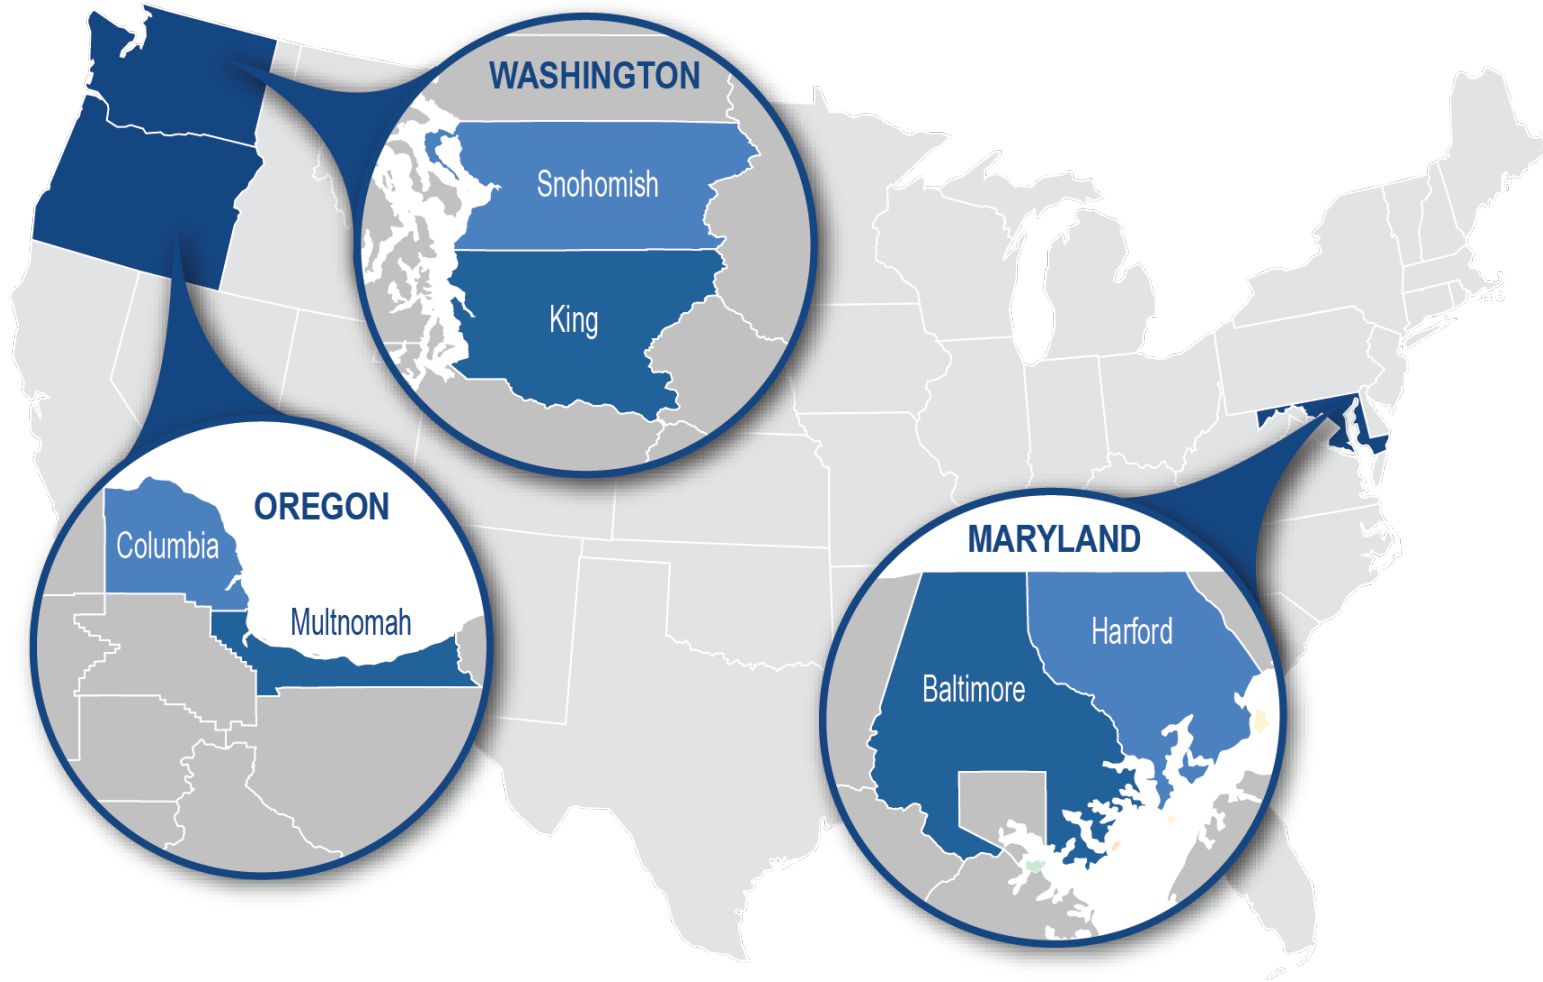 WASHINGTON
Snohomish
King
OREGON
Columbia
Multnomah
MARYLAND
Harford
Baltimore